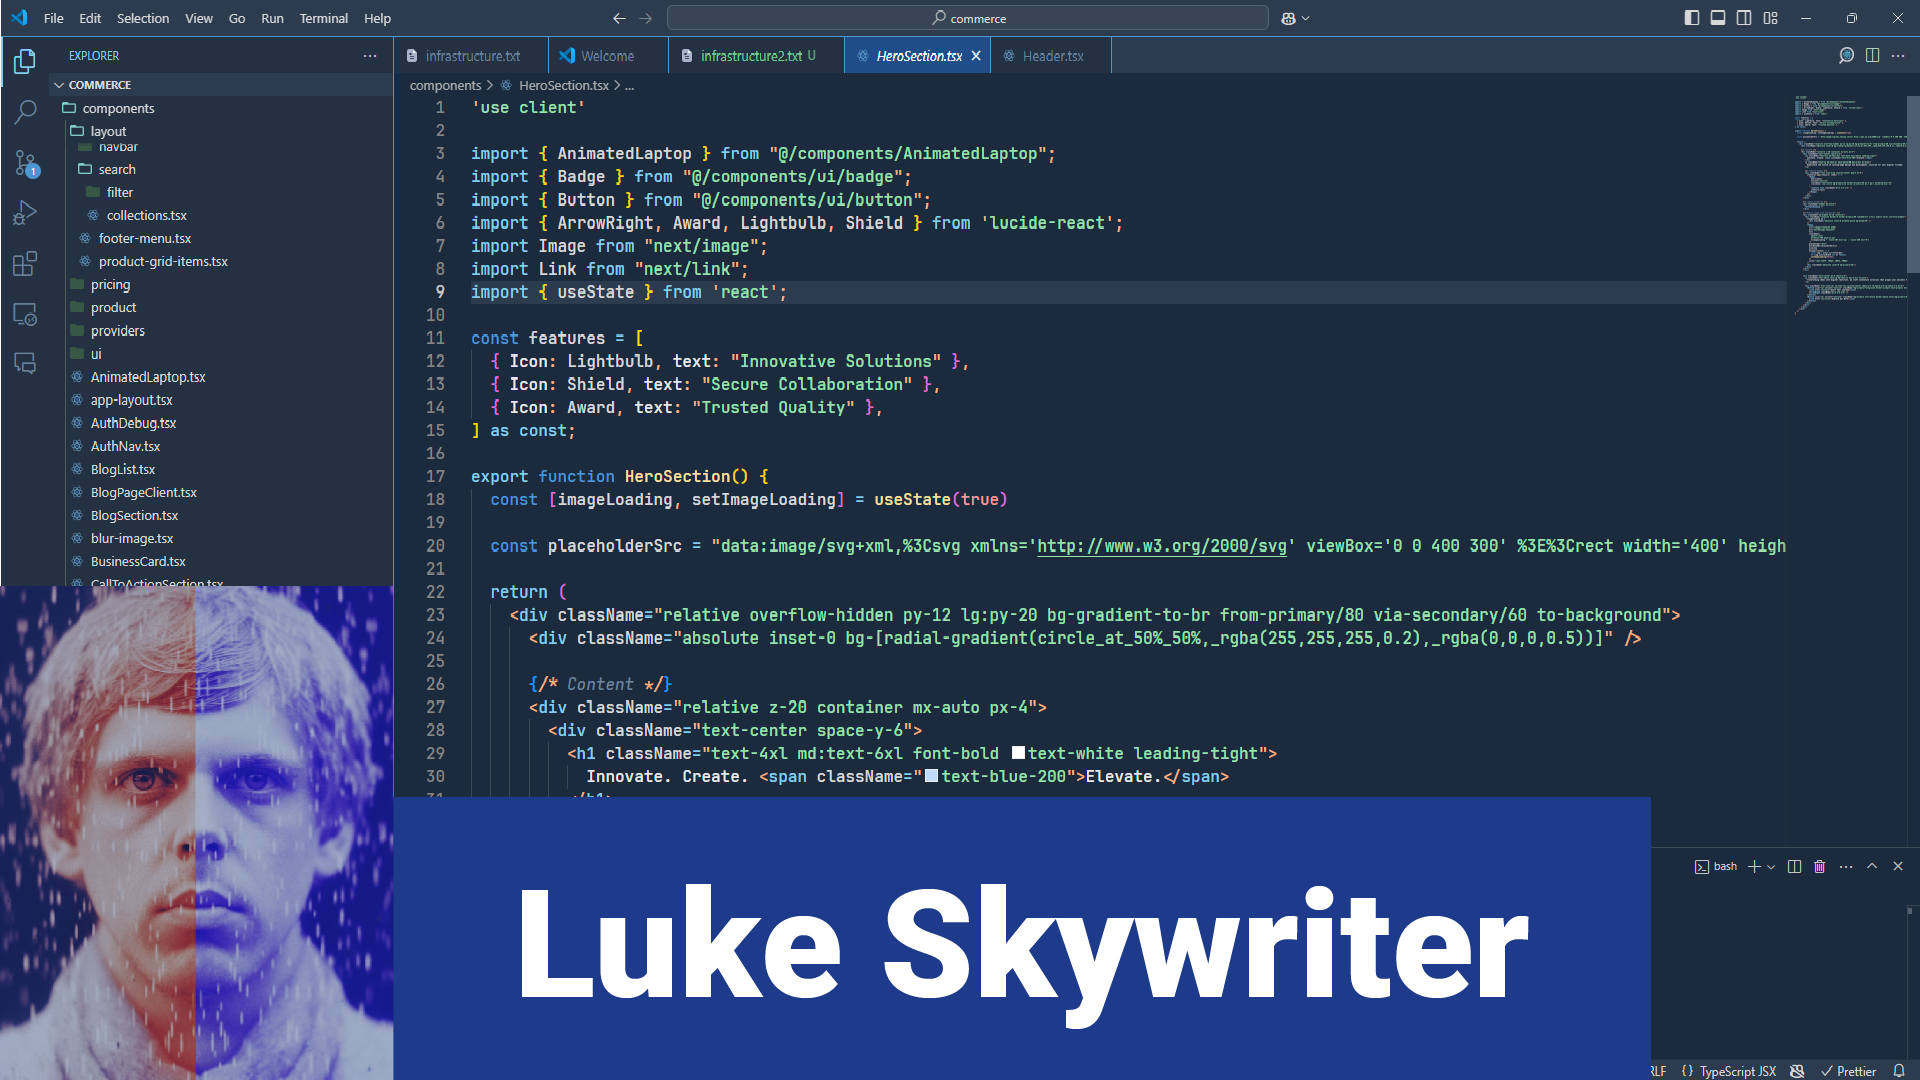 File Edit Selection View Go Run Terminal Help
commerce
EXPLORER
COMMERCE
components
layout
navbar
search
filter
collections.tsx
footer-menu.tsx
product-grid-items.tsx
pricing
product
providers
ui
AnimatedLaptop.tsx
app-layout.tsx
AuthDebug.tsx
AuthNav.tsx
BlogList.tsx
BlogPageClient.tsx
BlogSection.tsx
blur-image.tsx
BusinessCard.tsx
CallToActionSection.tsx
1
infrastructure.txt Welcome infrastructure2.txt U HeroSection.tsx Header.tsx
components > HeroSection.tsx > ...
1 'use client'
2
3 import { AnimatedLaptop } from "@/components/AnimatedLaptop";
4 import { Badge } from "@/components/ui/badge";
5 import { Button } from "@/components/ui/button";
6 import { ArrowRight, Award, Lightbulb, Shield } from 'lucide-react';
7 import Image from "next/image";
8 import Link from "next/link";
9 import { useState } from 'react';
10
11 const features = [
12 { Icon: Lightbulb, text: "Innovative Solutions" },
13 { Icon: Shield, text: "Secure Collaboration" },
14 { Icon: Award, text: "Trusted Quality" },
15 ] as const;
16
17 export function HeroSection() {
18 const [imageLoading, setImageLoading] = useState(true)
19
20 const placeholderSrc = "data:image/svg+xml,%3Csvg xmlns='http://www.w3.org/2000/svg' viewBox='0 0 400 300' %3E%3Crect width='400' heigh
21
22 return (
23 <div className="relative overflow-hidden py-12 lg:py-20 bg-gradient-to-br from-primary/80 via-secondary/60 to-background">
24 <div className="absolute inset-0 bg-[radial-gradient(circle_at_50%_50%,_rgba(255,255,255,0.2),_rgba(0,0,0,0.5))]" />
25
26 {/* Content */}
27 <div className="relative z-20 container mx-auto px-4">
28 <div className="text-center space-y-6">
29 <h1 className="text-4xl md:text-6xl font-bold text-white leading-tight">
30 Innovate. Create. <span className="text-blue-200">Elevate.</span>
31 </h1>
bash
Luke Skywriter
RLF {} TypeScript JSX Prettier